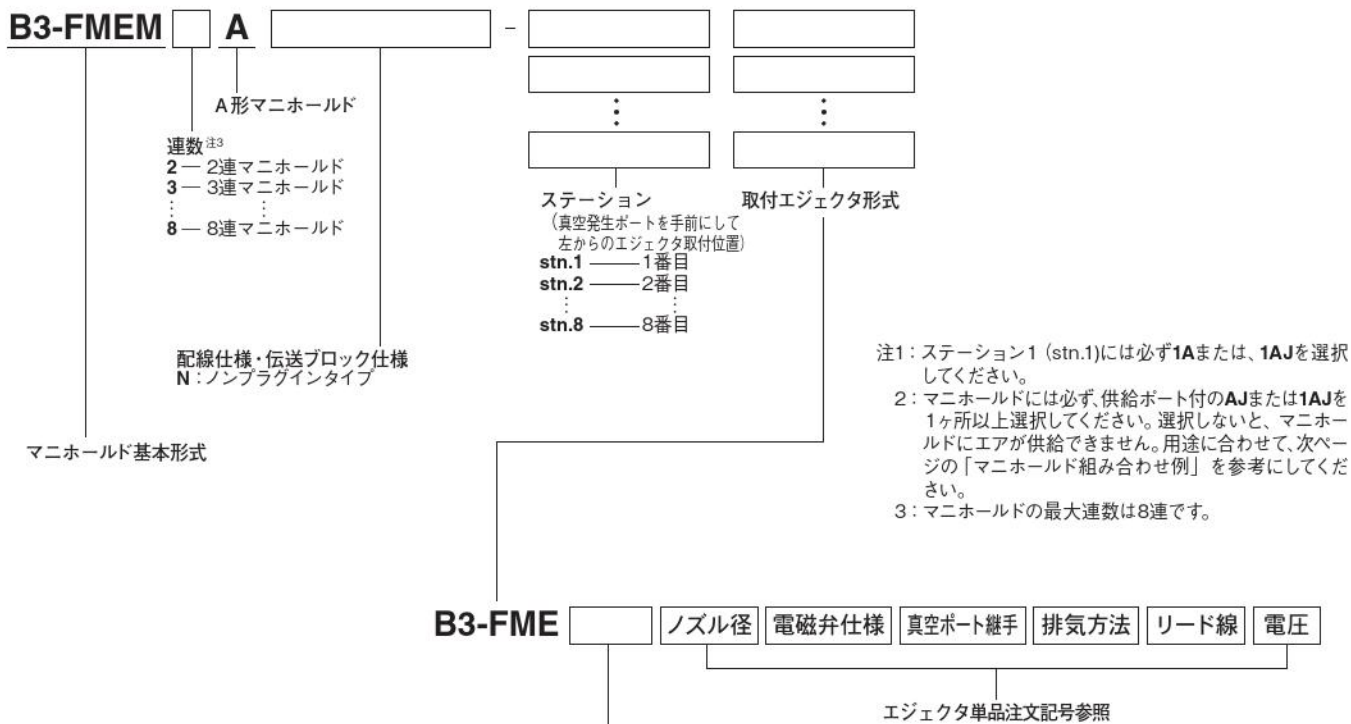 B3-FMEM A -
A形マニホールド
連数注3
2 — 2連マニホールド
3 — 3連マニホールド
⋮ ⋮
8 — 8連マニホールド
ステーション
(真空発生ポートを手前にして
左からのエジェクタ取付位置)
stn.1 —— 1番目
stn.2 —— 2番目
⋮ ⋮
stn.8 —— 8番目
取付エジェクタ形式
配線仕様・伝送ブロック仕様
N:ノンプラグインタイプ
マニホールド基本形式
注1:ステーション1 (stn.1)には必ず1Aまたは、1AJを選択
してください。
2:マニホールドには必ず、供給ポート付のAJまたは1AJを
1ヶ所以上選択してください。選択しないと、マニホー
ルドにエアが供給できません。用途に合わせて、次ペー
ジの「マニホールド組み合わせ例」を参考にしてくだ
さい。
3:マニホールドの最大連数は8連です。
B3-FME ノズル径 電磁弁仕様 真空ポート継手 排気方法 リード線 電圧
エジェクタ単品注文記号参照